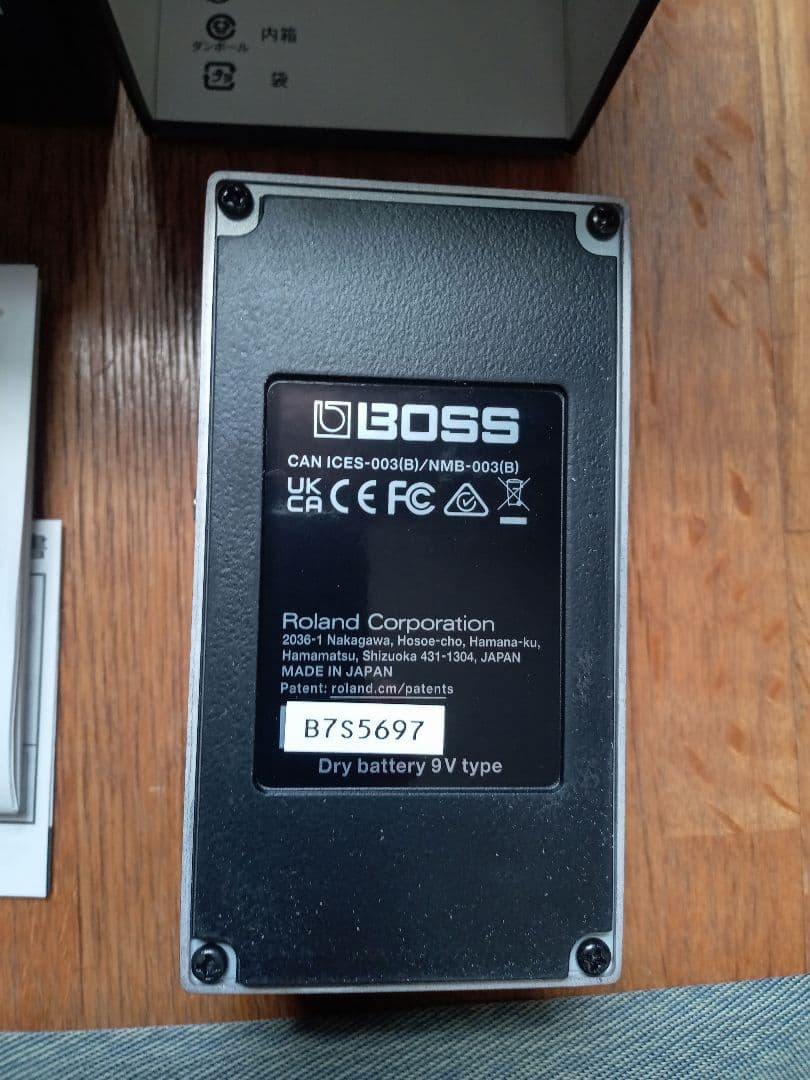 内箱
ダンボール
袋
BOSS
CAN ICES-003(B)/NMB-003(B)
UK CA CE FC
Roland Corporation
2036-1 Nakagawa, Hosoe-cho, Hamana-ku,
Hamamatsu, Shizuoka 431-1304, JAPAN
MADE IN JAPAN
Patent: roland.cm/patents
B7S5697
Dry battery 9V type